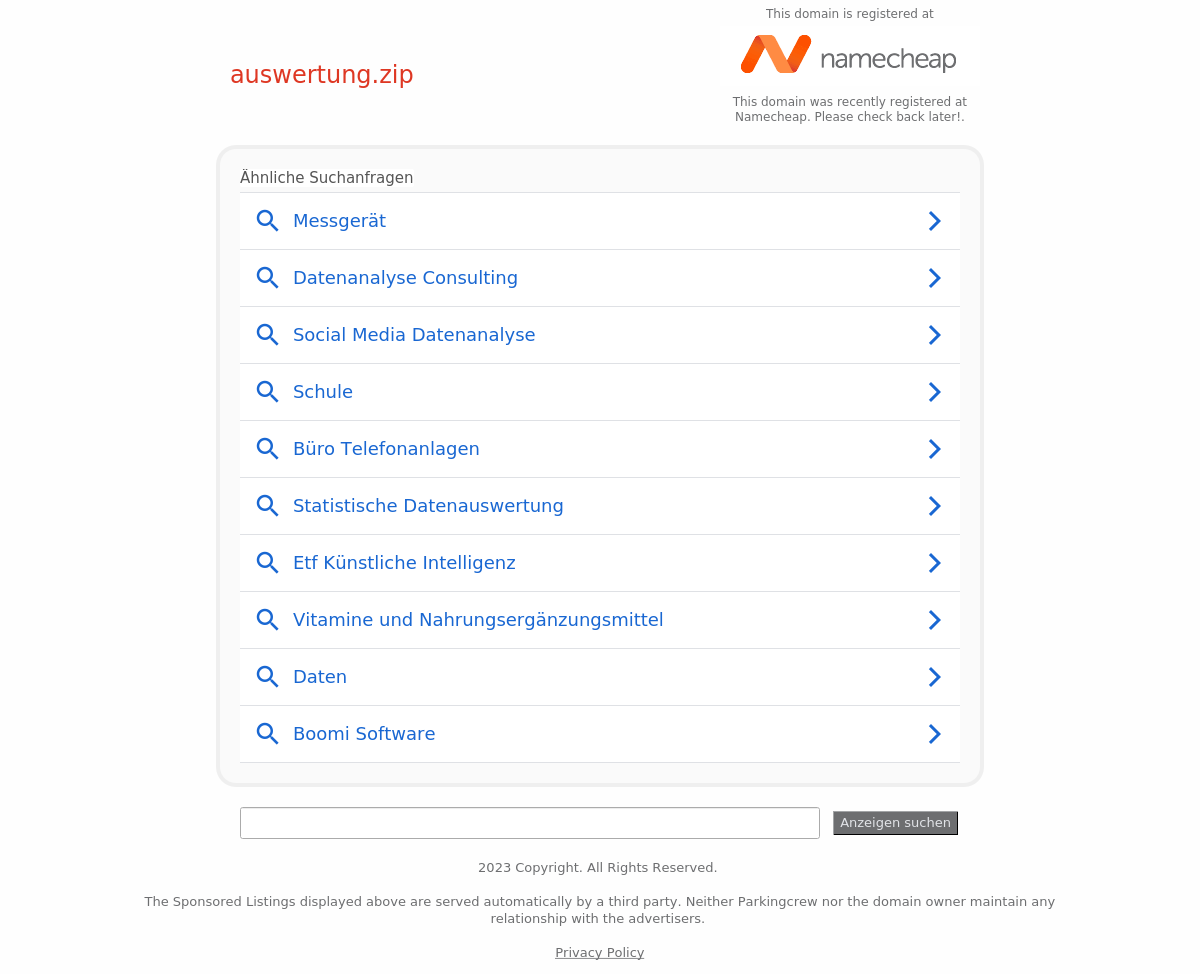 This domain is registered at
namecheap
auswertung.zip
This domain was recently registered at
Namecheap. Please check back later!.
Ähnliche Suchanfragen
Messgerät
Datenanalyse Consulting
Social Media Datenanalyse
Schule
Büro Telefonanlagen
Statistische Datenauswertung
Etf Künstliche Intelligenz
Vitamine und Nahrungsergänzungsmittel
Daten
Boomi Software
Anzeigen suchen
2023 Copyright. All Rights Reserved.
The Sponsored Listings displayed above are served automatically by a third party. Neither Parkingcrew nor the domain owner maintain any
relationship with the advertisers.
Privacy Policy